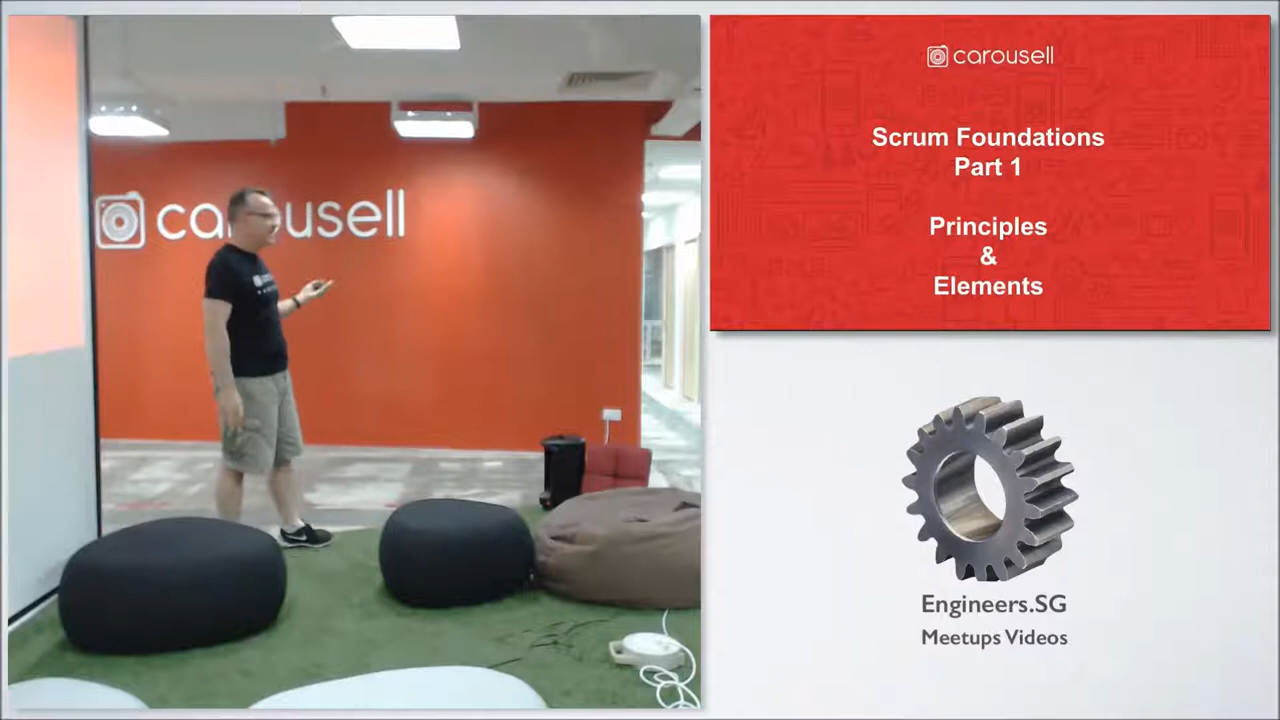 carousell
carousell
Scrum Foundations
Part 1
Principles
&
Elements
Engineers.SG
Meetups Videos